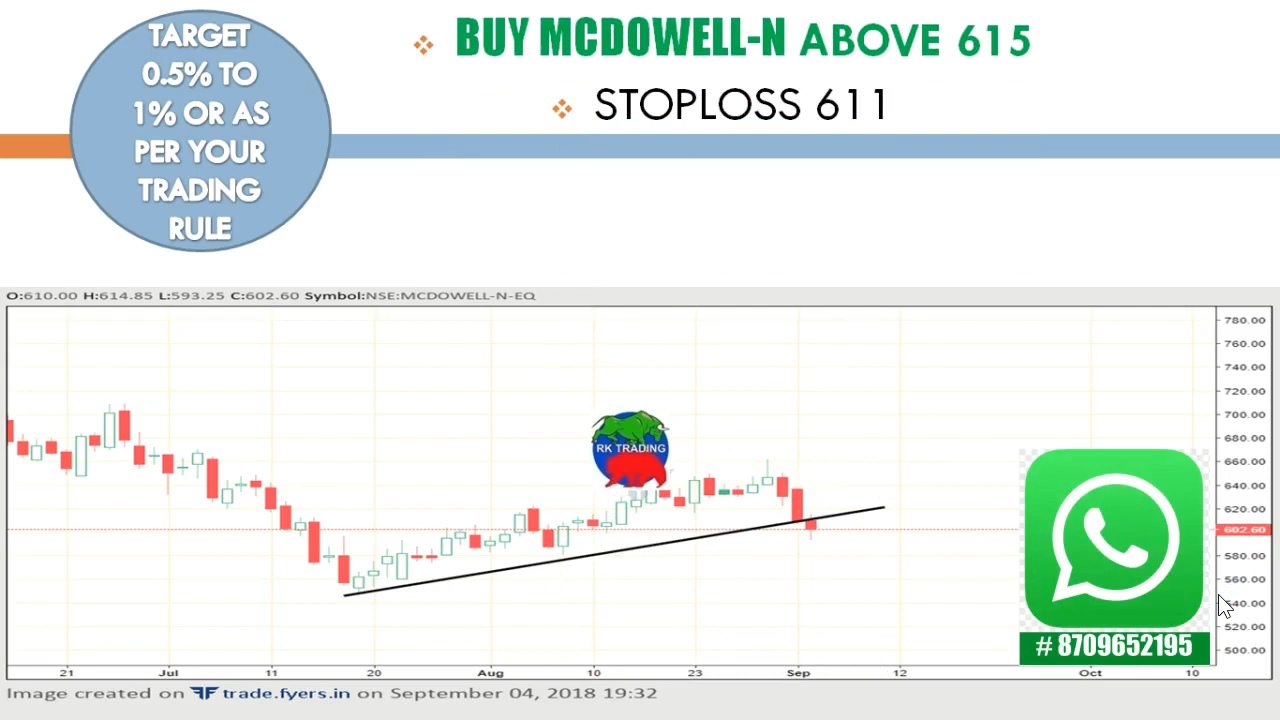 TARGET
0.5% TO
1% OR AS
PER YOUR
TRADING
RULE
BUY MCDOWELL-N ABOVE 615
STOPLOSS 611
O:610.00 H:614.85 L:593.25 C:602.60 Symbol:NSE:MCDOWELL-N-EQ
RK TRADING
780.00
760.00
740.00
720.00
700.00
680.00
660.00
640.00
620.00
602.60
580.00
560.00
540.00
520.00
500.00
# 8709652195
21 Jul 11 20 Aug 10 23 Sep 12 Oct 10
Image created on trade.fyers.in on September 04, 2018 19:32